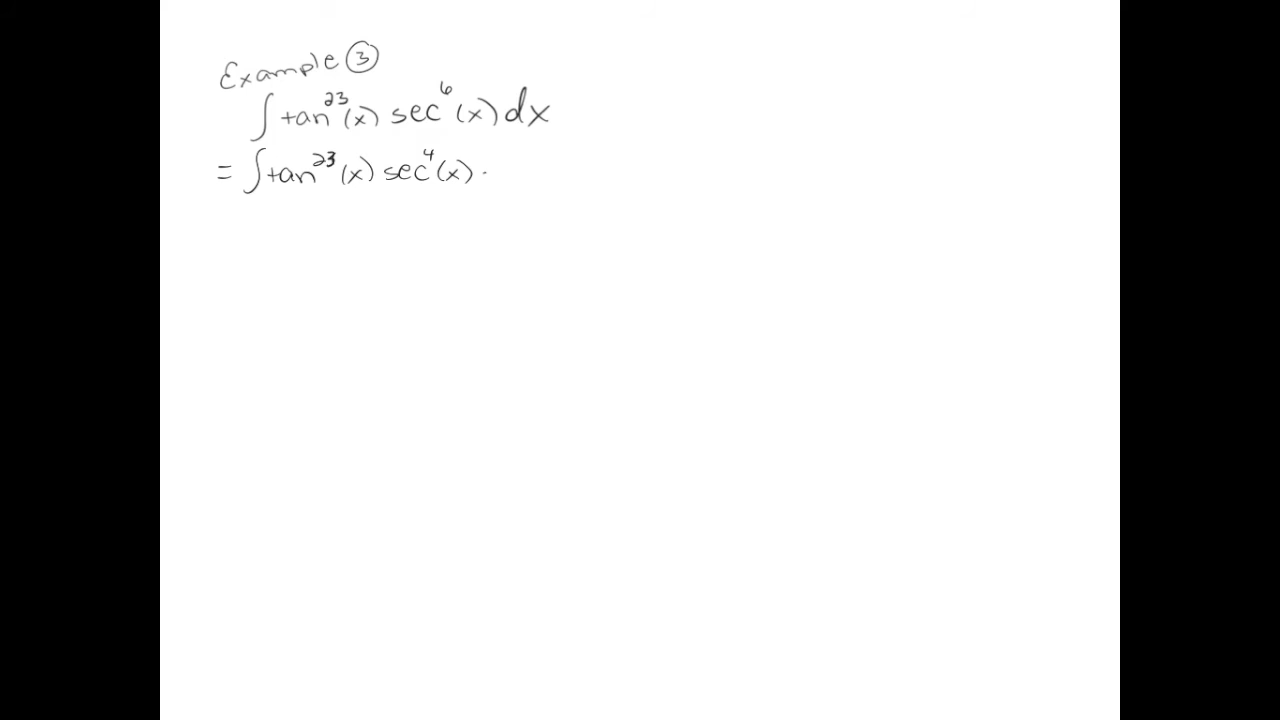 Example ③
∫ tan²³(x) sec⁶(x) dx
= ∫ tan²³(x) sec⁴(x) ·